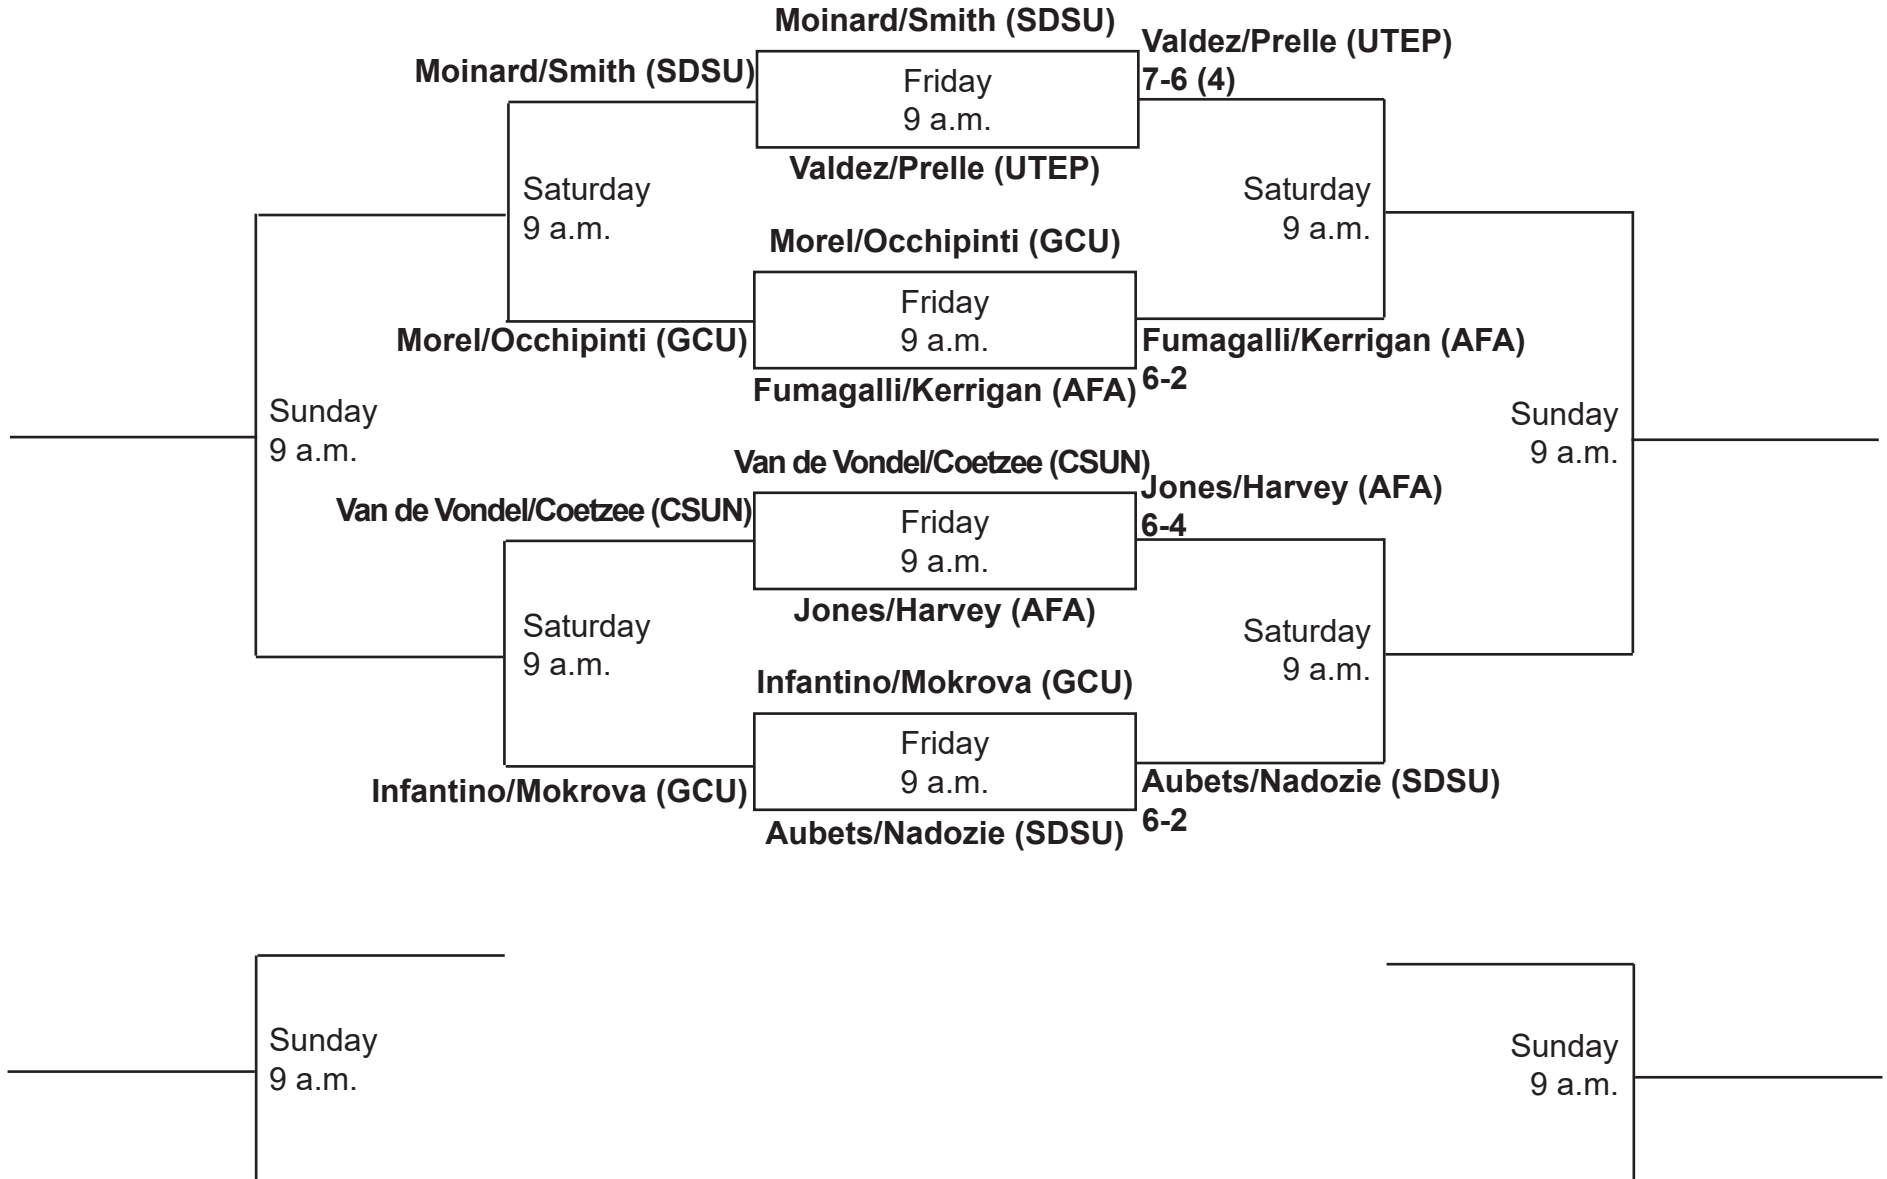 Moinard/Smith (SDSU)
Valdez/Prelle (UTEP)
7-6 (4)
Moinard/Smith (SDSU)
Friday
9 a.m.
Valdez/Prelle (UTEP)
Saturday
9 a.m.
Saturday
9 a.m.
Morel/Occhipinti (GCU)
Friday
9 a.m.
Morel/Occhipinti (GCU)
Fumagalli/Kerrigan (AFA)
6-2
Fumagalli/Kerrigan (AFA)
Sunday
9 a.m.
Sunday
9 a.m.
Van de Vondel/Coetzee (CSUN)
Jones/Harvey (AFA)
6-4
Van de Vondel/Coetzee (CSUN)
Friday
9 a.m.
Jones/Harvey (AFA)
Saturday
9 a.m.
Saturday
9 a.m.
Infantino/Mokrova (GCU)
Friday
9 a.m.
Infantino/Mokrova (GCU)
Aubets/Nadozie (SDSU)
6-2
Aubets/Nadozie (SDSU)
Sunday
9 a.m.
Sunday
9 a.m.